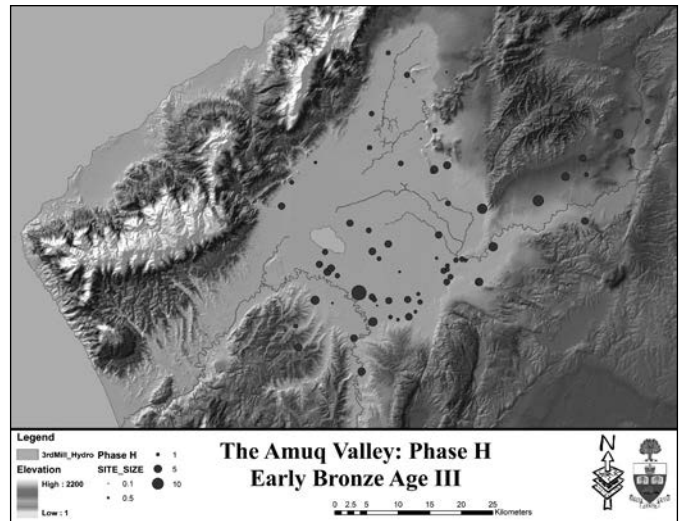 Legend
3rdMill_Hydro
Elevation
High : 2200
Low : 1
Phase H
SITE_SIZE
0.1
0.5
1
5
10
The Amuq Valley: Phase H
Early Bronze Age III
0 2.5 5 10 15 20 25
Kilometers
N